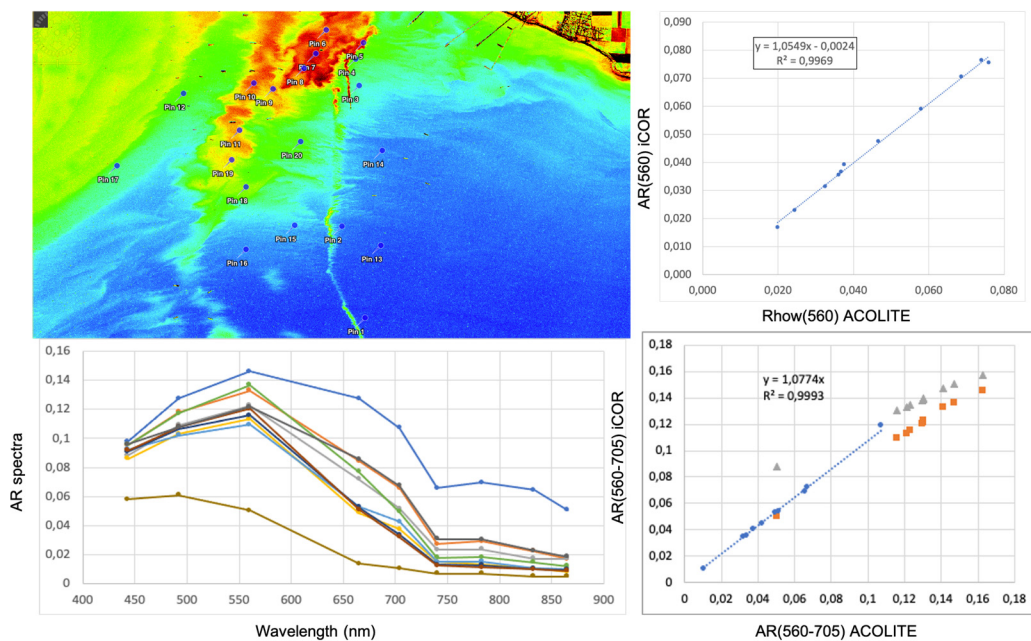 Pin 6
Pin 5
Pin 7
Pin 4
Pin 8
Pin 3
Pin 10
Pin 9
Pin 12
Pin 11
Pin 20
Pin 14
Pin 19
Pin 17
Pin 18
Pin 15
Pin 2
Pin 16
Pin 13
Pin 1
0,090
0,080
0,070
0,060
0,050
0,040
0,030
0,020
0,010
0,000
0,000
0,020
0,040
0,060
0,080
y = 1,0549x - 0,0024
R² = 0,9969
AR(560) iCOR
Rhow(560) ACOLITE
0,16
0,14
0,12
0,1
0,08
0,06
0,04
0,02
0
400
450
500
550
600
650
700
750
800
850
900
AR spectra
Wavelength (nm)
0,18
0,16
0,14
0,12
0,1
0,08
0,06
0,04
0,02
0
0
0,02
0,04
0,06
0,08
0,1
0,12
0,14
0,16
0,18
y = 1,0774x
R² = 0,9993
AR(560-705) iCOR
AR(560-705) ACOLITE